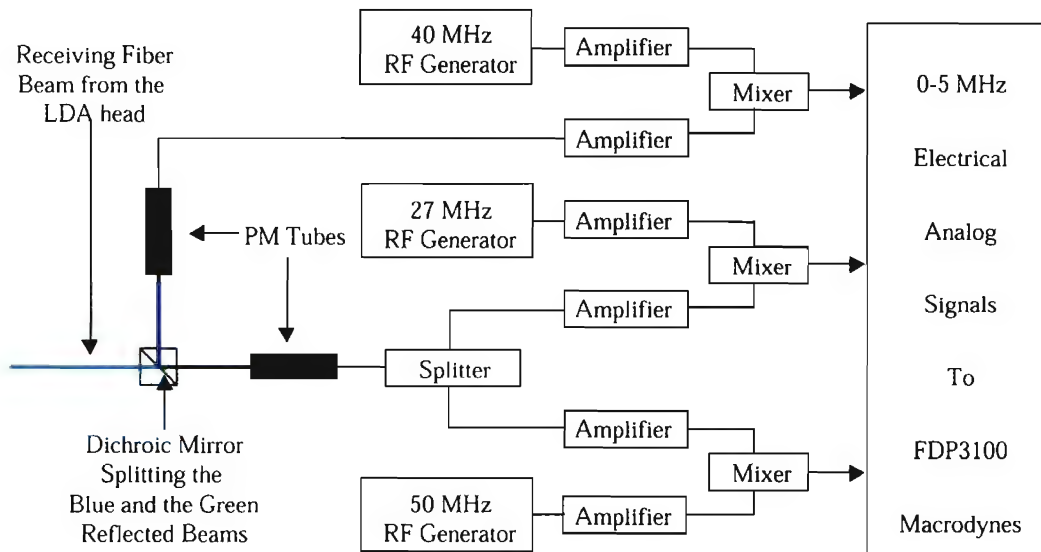 Receiving Fiber
Beam from the
LDA head
40 MHz
RF Generator
Amplifier
Mixer
Amplifier
PM Tubes
27 MHz
RF Generator
Amplifier
Mixer
Amplifier
Splitter
Dichroic Mirror
Splitting the
Blue and the Green
Reflected Beams
Amplifier
Mixer
50 MHz
RF Generator
Amplifier
0-5 MHz
Electrical
Analog
Signals
To
FDP3100
Macrodynes